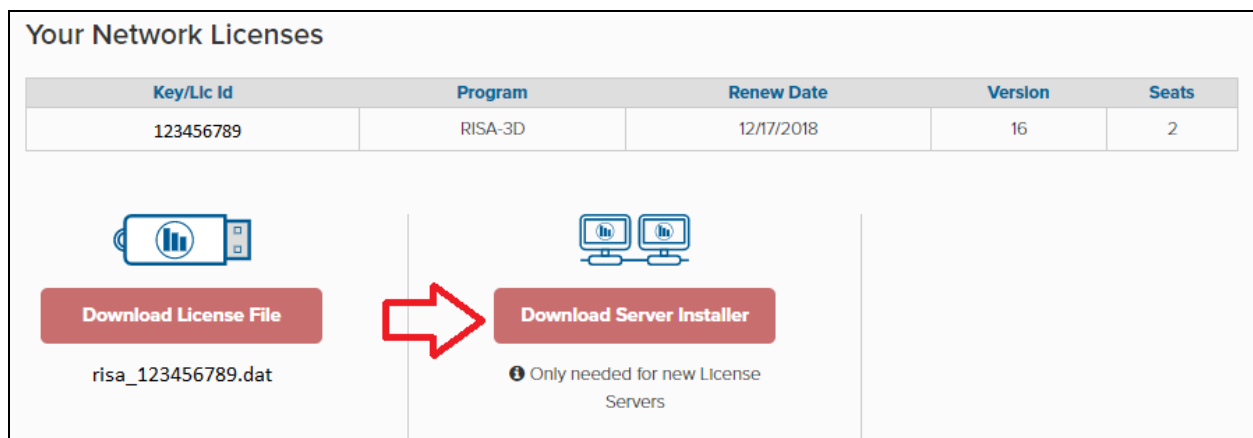 Your Network Licenses
Key/Lic Id Program Renew Date Version Seats
123456789 RISA-3D 12/17/2018 16 2
Download License File
risa_123456789.dat
Download Server Installer
Only needed for new License
Servers